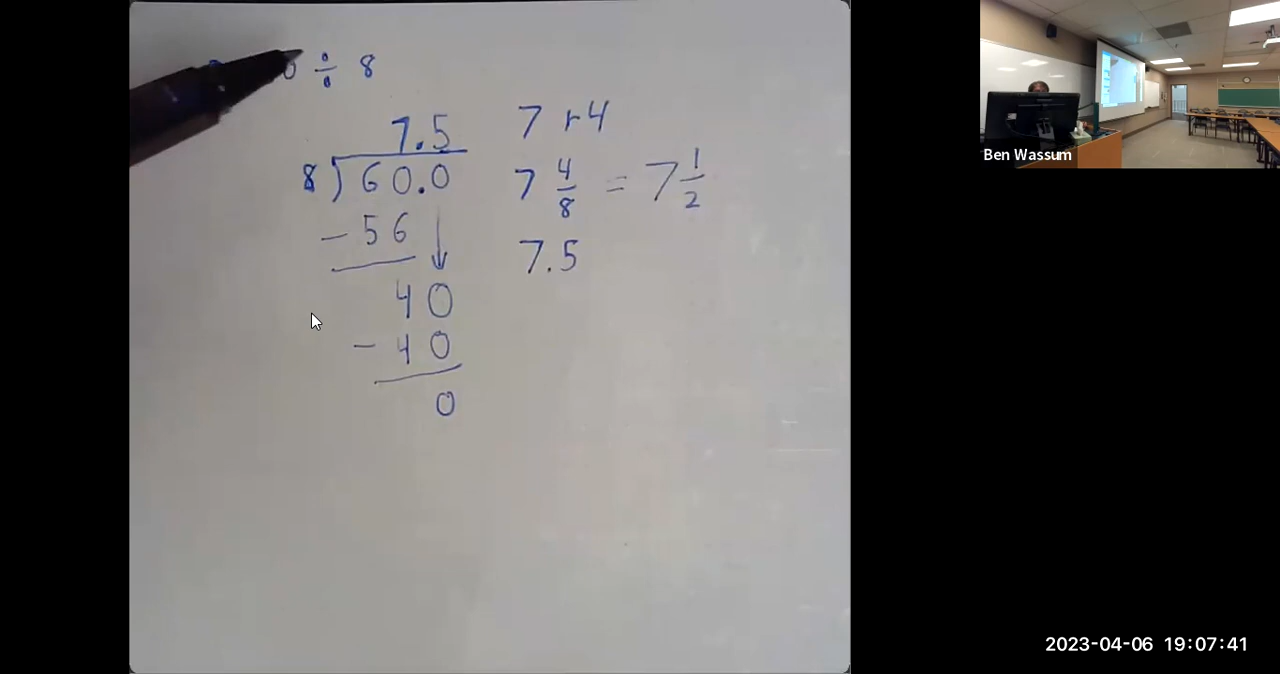 0 ÷ 8
7.5
8)60.0
-56
40
-40
0
7 r4
7 4/8 = 7 1/2
7.5
Ben Wassum
2023-04-06 19:07:41